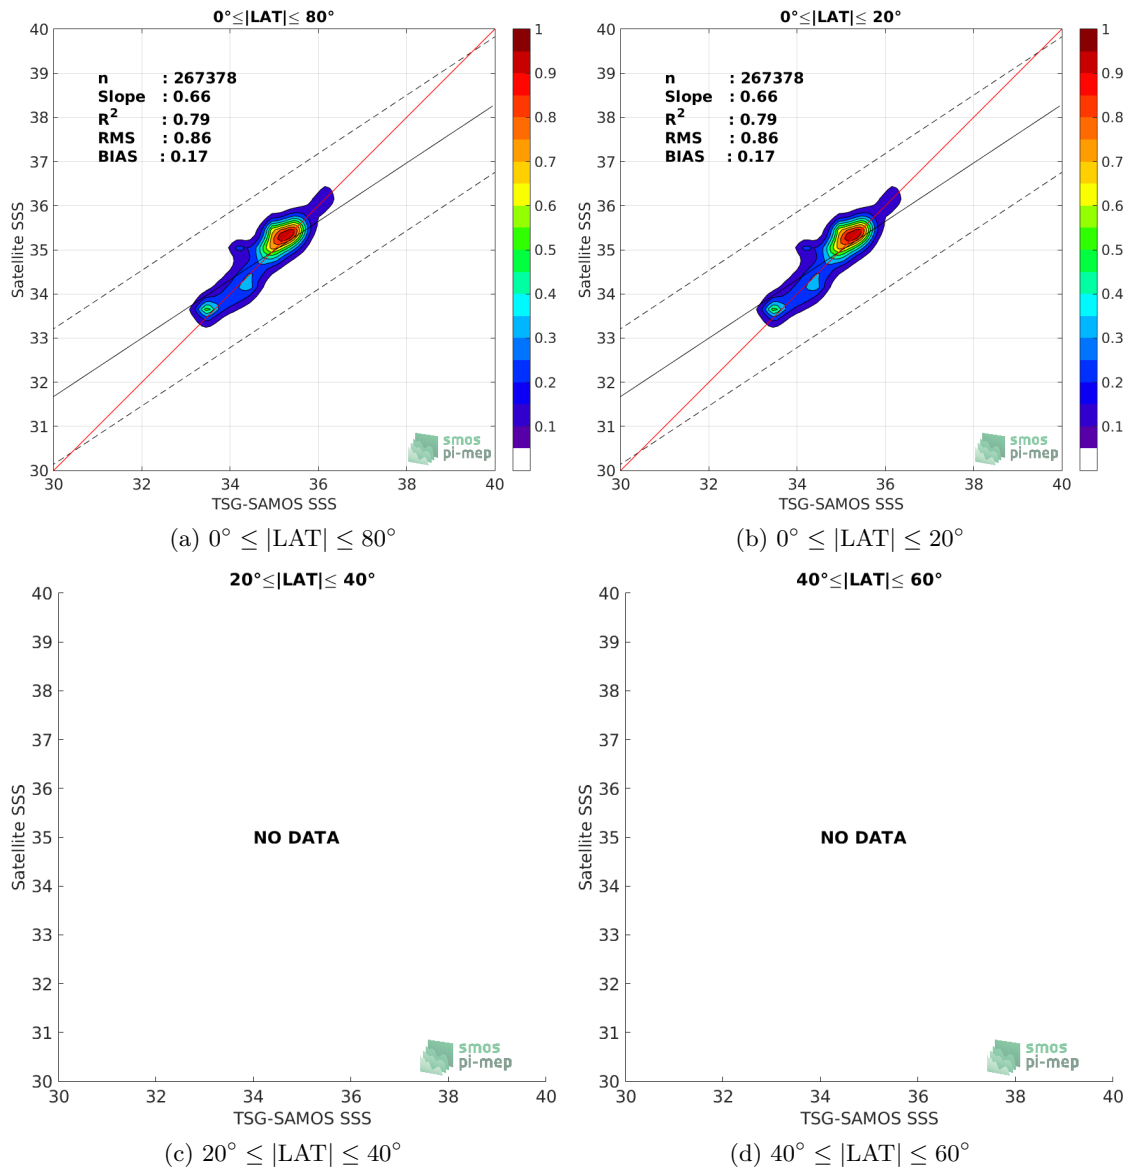 0°≤|LAT|≤ 80°
40
39
38
37
36
35
34
33
32
31
30
Satellite SSS
n : 267378
Slope : 0.66
R2 : 0.79
RMS : 0.86
BIAS : 0.17
smos
pi-mep
30 32 34 36 38 40
TSG-SAMOS SSS
1
0.9
0.8
0.7
0.6
0.5
0.4
0.3
0.2
0.1
(a) 0° ≤ |LAT| ≤ 80°
0°≤|LAT|≤ 20°
40
39
38
37
36
35
34
33
32
31
30
Satellite SSS
n : 267378
Slope : 0.66
R2 : 0.79
RMS : 0.86
BIAS : 0.17
smos
pi-mep
30 32 34 36 38 40
TSG-SAMOS SSS
1
0.9
0.8
0.7
0.6
0.5
0.4
0.3
0.2
0.1
(b) 0° ≤ |LAT| ≤ 20°
20°≤|LAT|≤ 40°
40
39
38
37
36
35
34
33
32
31
30
Satellite SSS
NO DATA
smos
pi-mep
30 32 34 36 38 40
TSG-SAMOS SSS
(c) 20° ≤ |LAT| ≤ 40°
40°≤|LAT|≤ 60°
40
39
38
37
36
35
34
33
32
31
30
Satellite SSS
NO DATA
smos
pi-mep
30 32 34 36 38 40
TSG-SAMOS SSS
(d) 40° ≤ |LAT| ≤ 60°